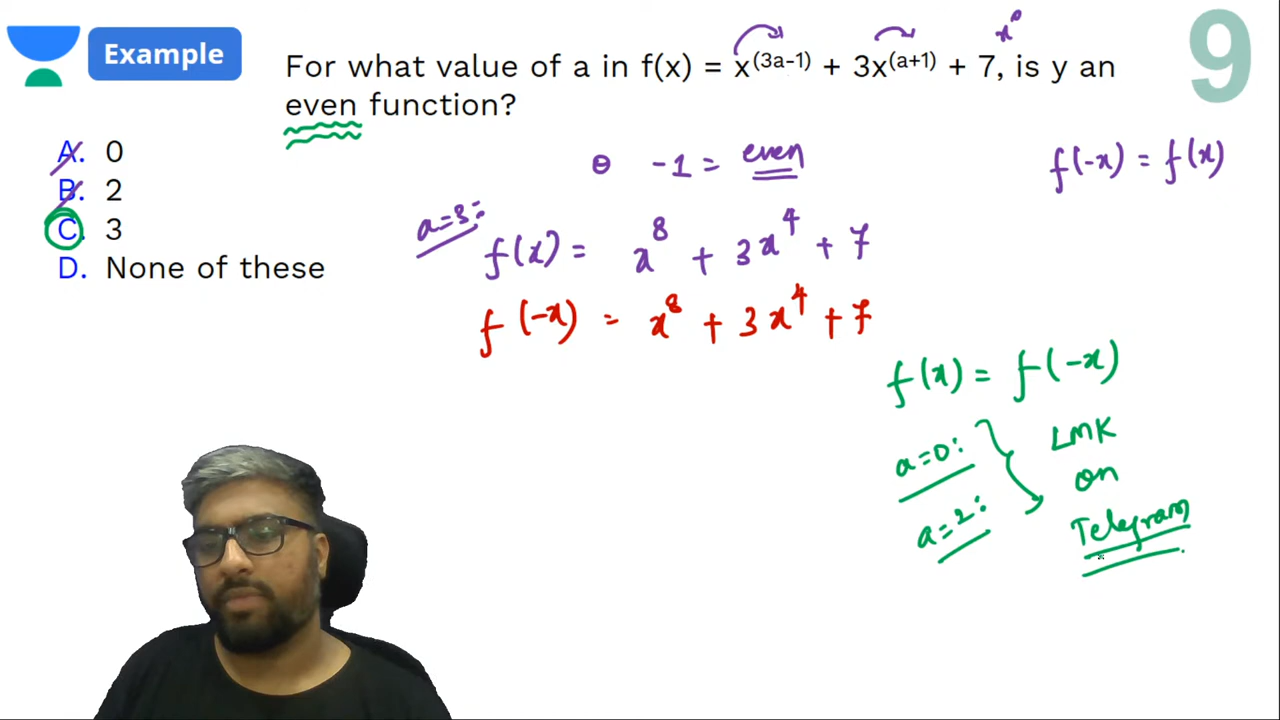 Example
For what value of a in f(x) = x^(3a-1) + 3x^(a+1) + 7, is y an
even function?
x^0
9
A. 0
B. 2
C. 3
D. None of these
-1 = even
f(-x) = f(x)
a=3:
f(x) = x^8 + 3x^4 + 7
f(-x) = x^8 + 3x^4 + 7
f(x) = f(-x)
a=0:
a=2:
LMK
on
Telegram